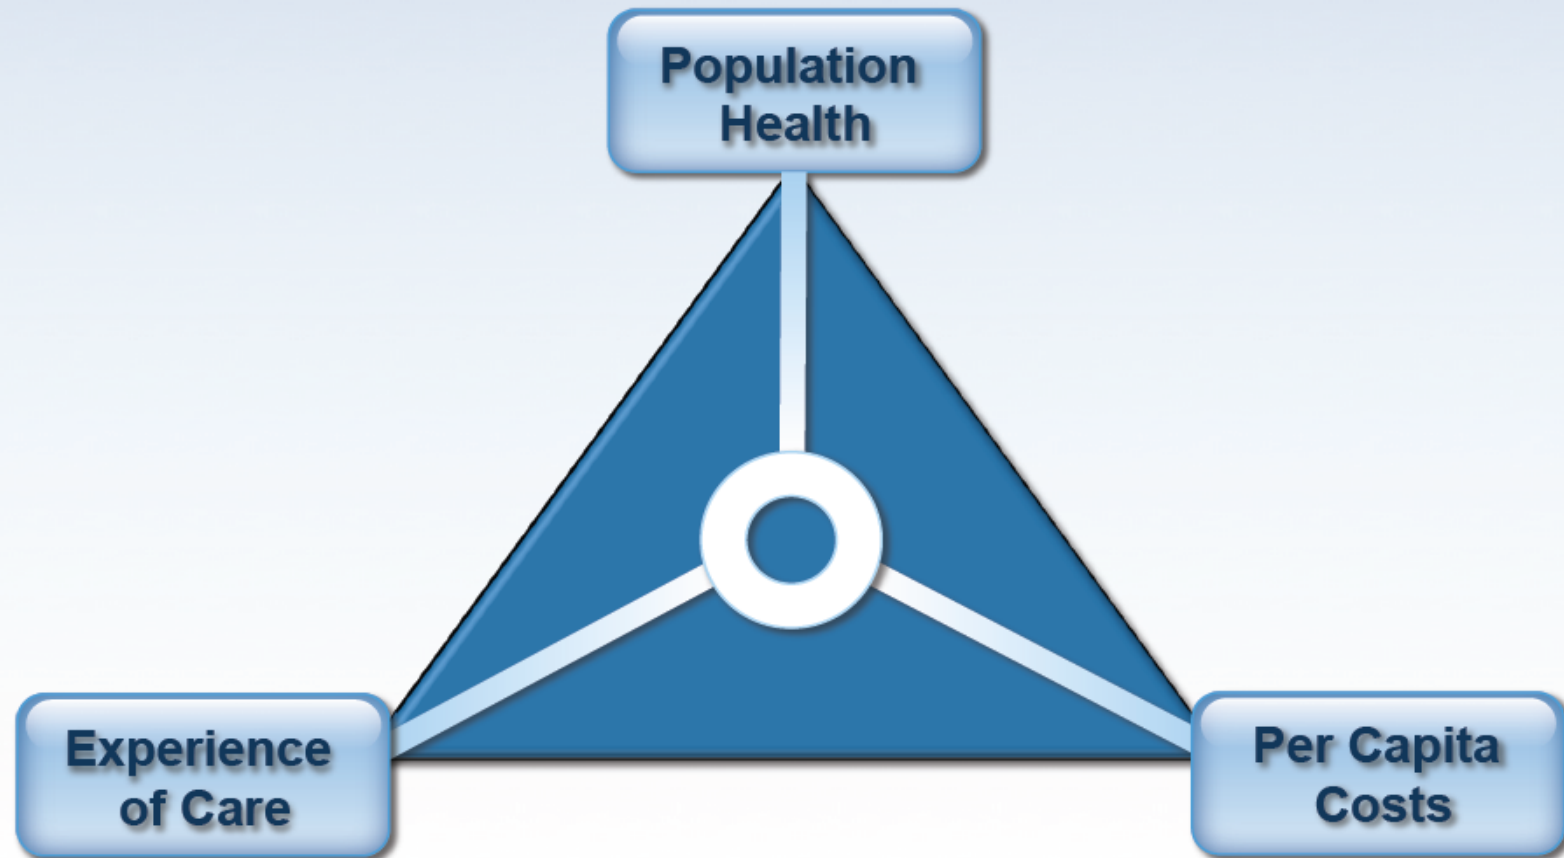 Population
Health
Experience
of Care
Per Capita
Costs